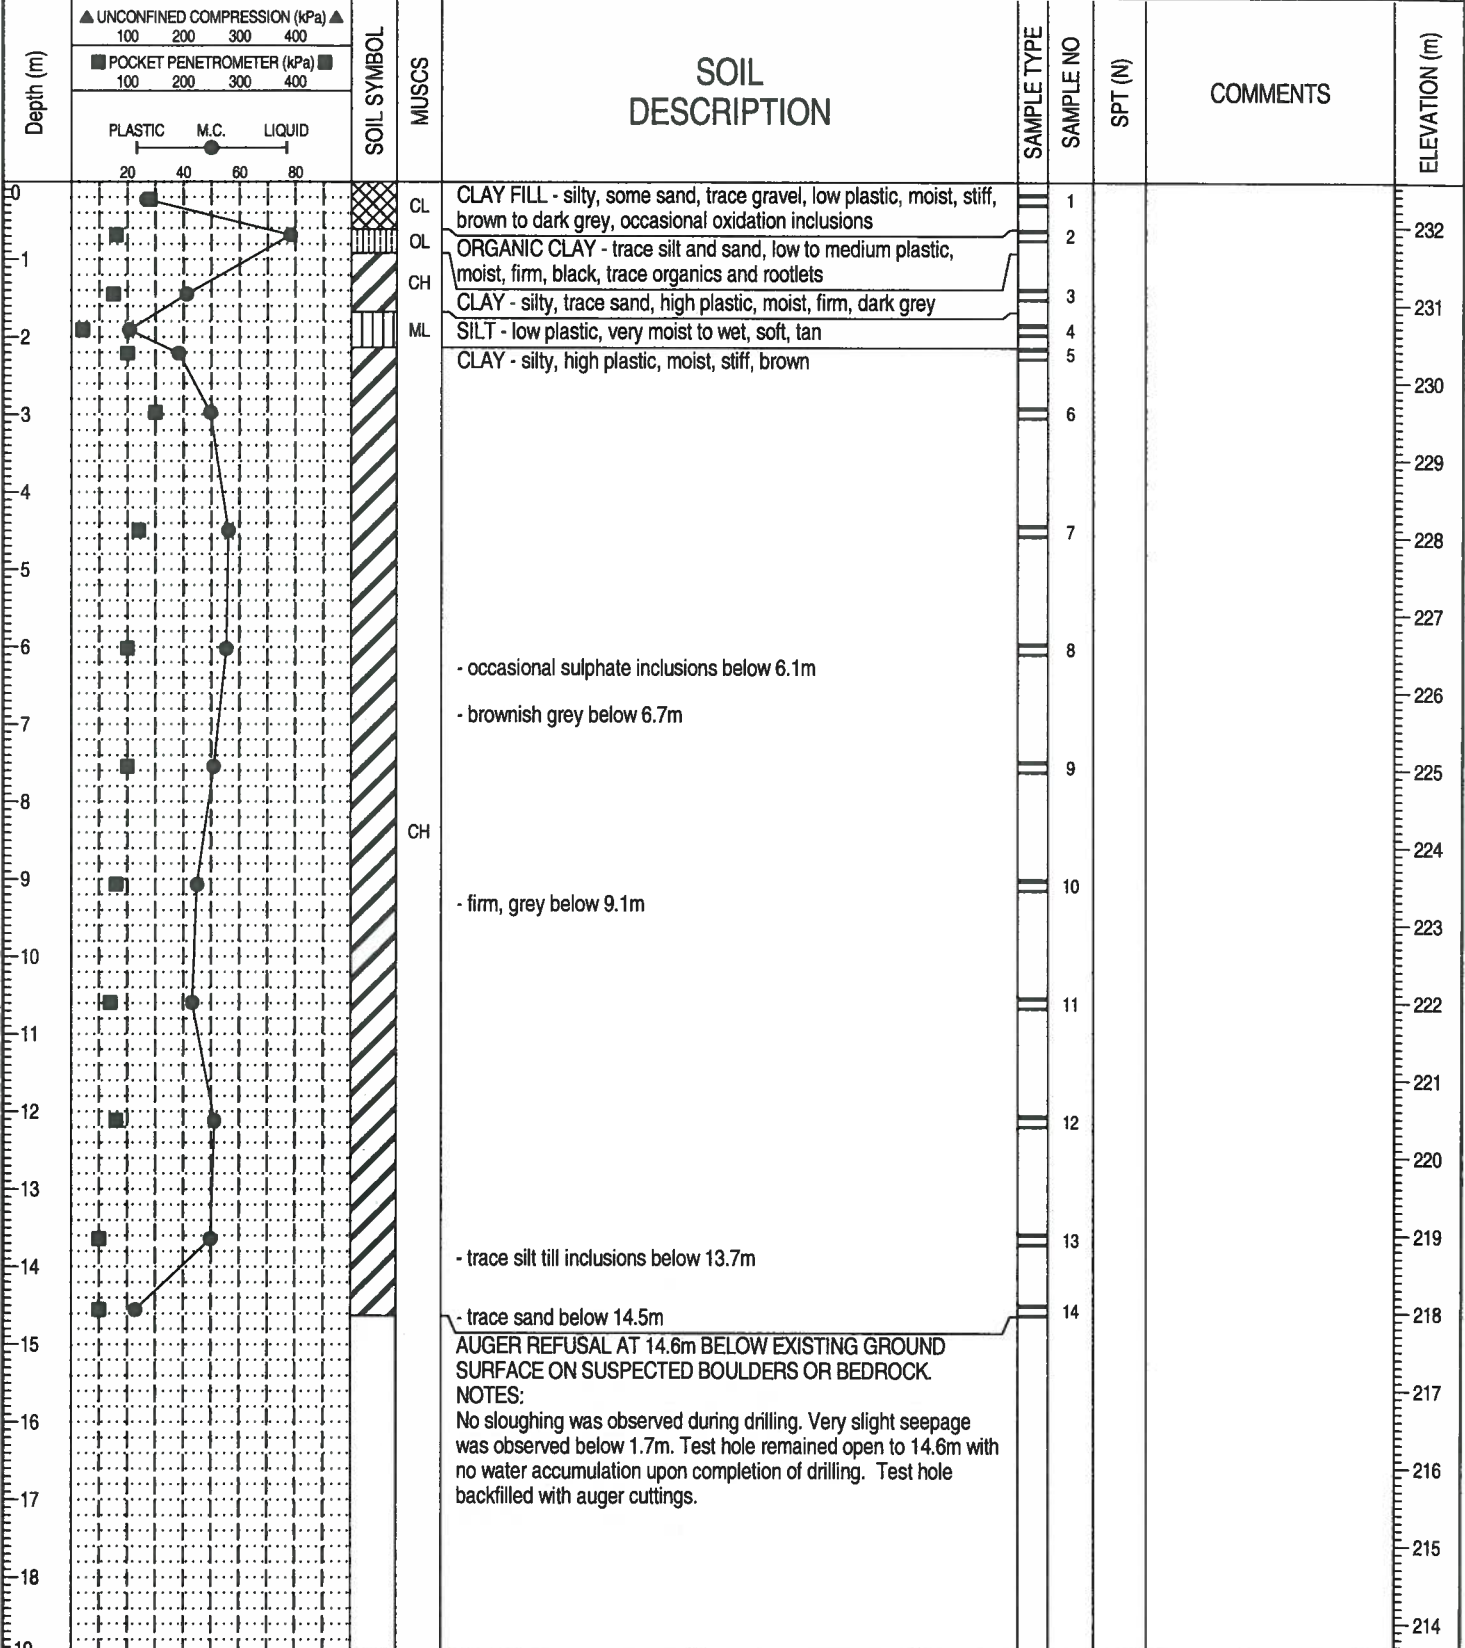 ▲ UNCONFINED COMPRESSION (kPa) ▲
100 200 300 400
■ POCKET PENETROMETER (kPa) ■
100 200 300 400
PLASTIC M.C. LIQUID
20 40 60 80
Depth (m)
SOIL SYMBOL
MUSCS
SOIL
DESCRIPTION
SAMPLE TYPE
SAMPLE NO
SPT (N)
COMMENTS
ELEVATION (m)
0
1
2
3
4
5
6
7
8
9
10
11
12
13
14
15
16
17
18
19
CL
OL
CH
ML
CH
CLAY FILL - silty, some sand, trace gravel, low plastic, moist, stiff,
brown to dark grey, occasional oxidation inclusions
ORGANIC CLAY - trace silt and sand, low to medium plastic,
moist, firm, black, trace organics and rootlets
CLAY - silty, trace sand, high plastic, moist, firm, dark grey
SILT - low plastic, very moist to wet, soft, tan
CLAY - silty, high plastic, moist, stiff, brown
- occasional sulphate inclusions below 6.1m
- brownish grey below 6.7m
- firm, grey below 9.1m
- trace silt till inclusions below 13.7m
- trace sand below 14.5m
AUGER REFUSAL AT 14.6m BELOW EXISTING GROUND
SURFACE ON SUSPECTED BOULDERS OR BEDROCK.
NOTES:
No sloughing was observed during drilling. Very slight seepage
was observed below 1.7m. Test hole remained open to 14.6m with
no water accumulation upon completion of drilling. Test hole
backfilled with auger cuttings.
1
2
3
4
5
6
7
8
9
10
11
12
13
14
232
231
230
229
228
227
226
225
224
223
222
221
220
219
218
217
216
215
214